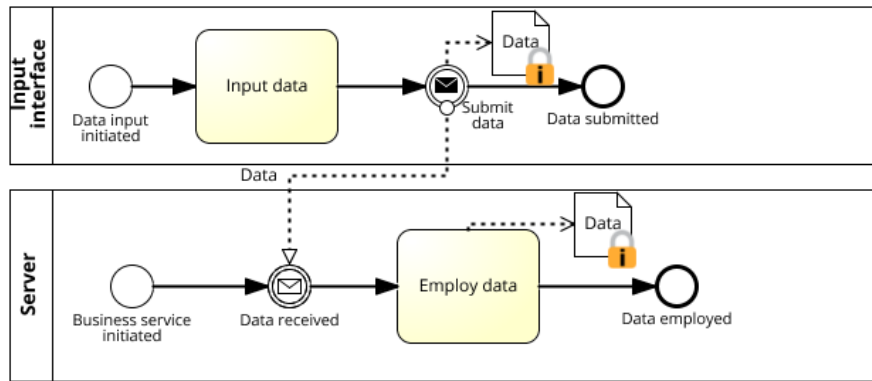 Input
interface
Data input
initiated
Input data
Submit
data
Data
i
Data submitted
Data
Server
Business service
initiated
Data received
Employ data
Data
i
Data employed